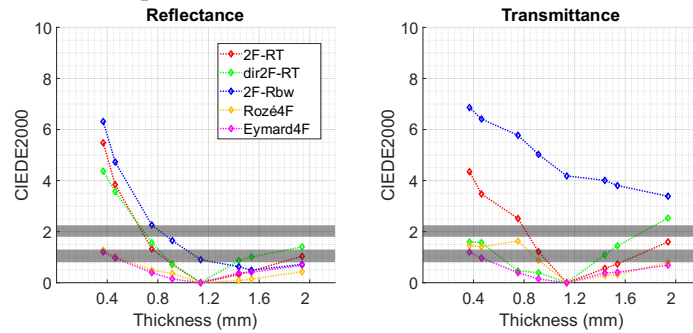 Reflectance
10
8
6
4
2
0
CIEDE2000
0.4 0.8 1.2 1.6 2
Thickness (mm)
2F-RT
dir2F-RT
2F-Rbw
Rozé4F
Eymard4F
Transmittance
10
8
6
4
2
0
CIEDE2000
0.4 0.8 1.2 1.6 2
Thickness (mm)